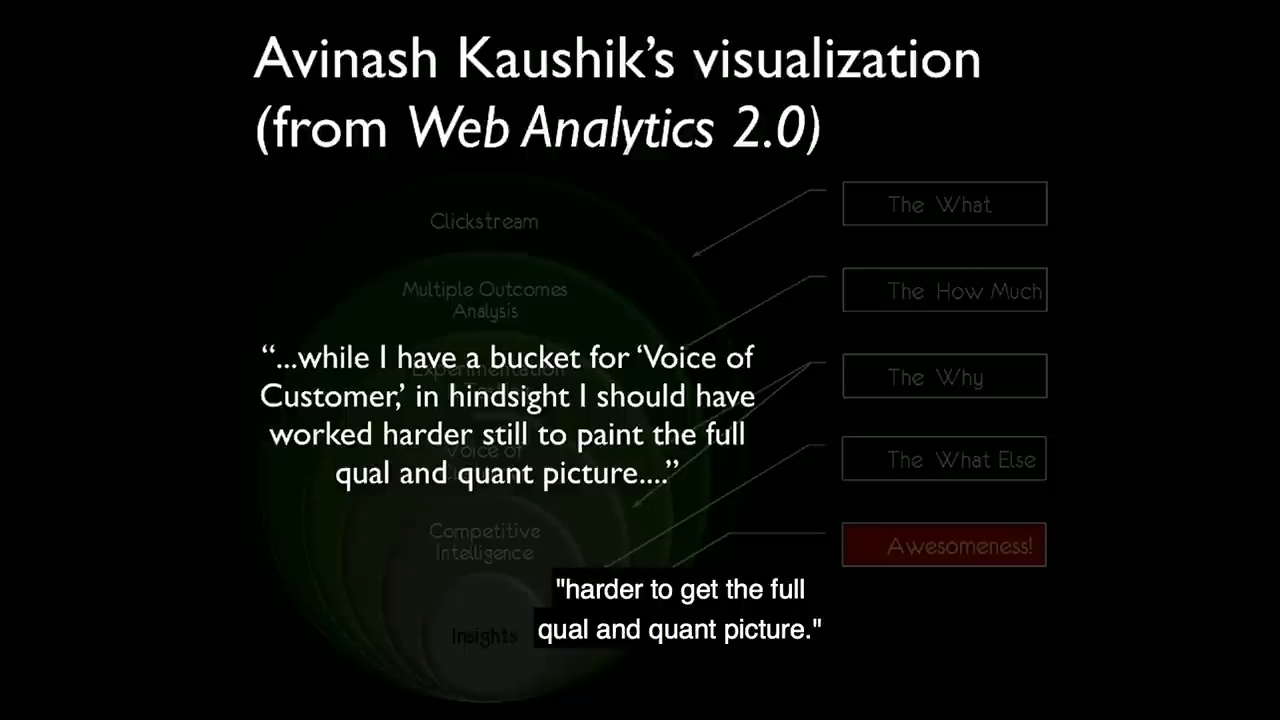 Avinash Kaushik’s visualization
(from Web Analytics 2.0)
Clickstream
The What
Multiple Outcomes
Analysis
The How Much
“...while I have a bucket for ‘Voice of
Customer,’ in hindsight I should have
worked harder still to paint the full
qual and quant picture....”
Experimentation
The Why
Voice of
The What Else
Competitive
Intelligence
Awesomeness!
Insights
"harder to get the full
qual and quant picture."